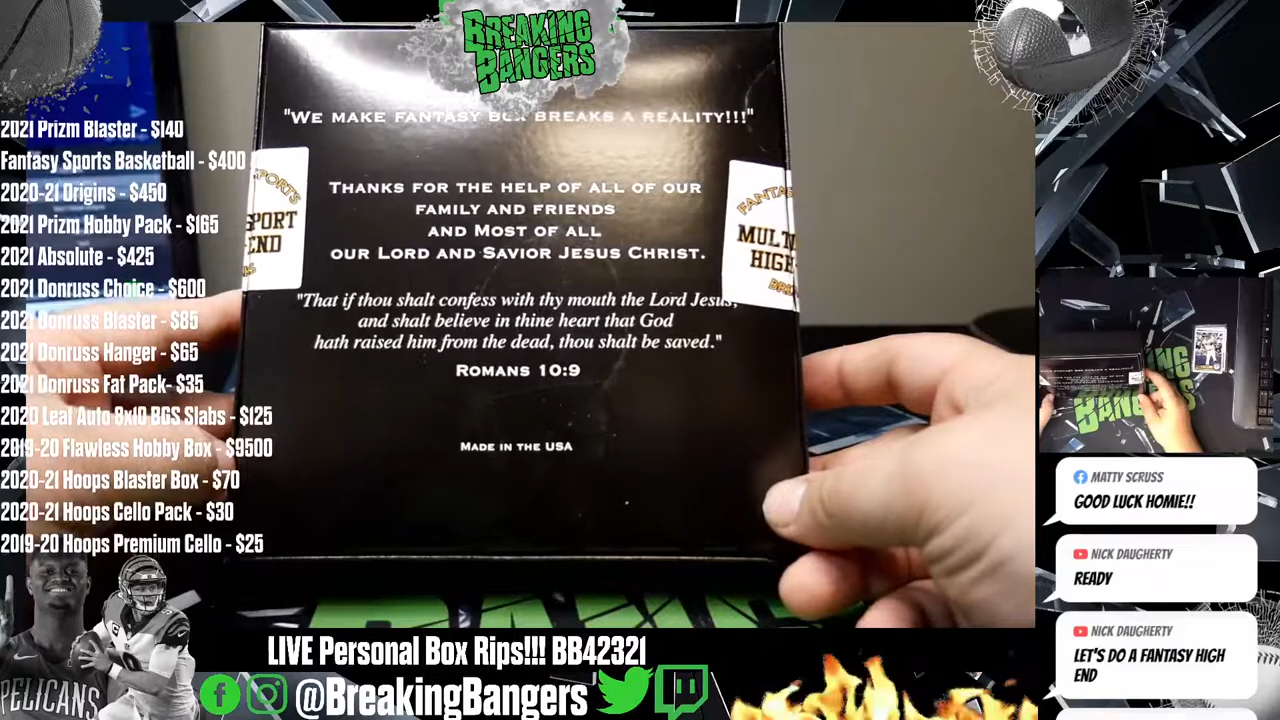 BREAKING
BANGERS
2021 Prizm Blaster - $140
Fantasy Sports Basketball - $400
2020-21 Origins - $450
2021 Prizm Hobby Pack - $165
2021 Absolute - $425
2021 Donruss Choice - $600
2021 Donruss Blaster - $85
2021 Donruss Hanger - $65
2021 Donruss Fat Pack- $35
2020 Leaf Auto 8x10 BGS Slabs - $125
2019-20 Flawless Hobby Box - $9500
2020-21 Hoops Blaster Box - $70
2020-21 Hoops Cello Pack - $30
2019-20 Hoops Premium Cello - $25
"WE MAKE FANTASY BOX BREAKS A REALITY!!!"
THANKS FOR THE HELP OF ALL OF OUR
FAMILY AND FRIENDS
AND MOST OF ALL
OUR LORD AND SAVIOR JESUS CHRIST.
"That if thou shalt confess with thy mouth the Lord Jesus,
and shalt believe in thine heart that God
hath raised him from the dead, thou shalt be saved."
ROMANS 10:9
MADE IN THE USA
MULT
HIGH
BREAKING
BANGERS
MATTY SCRUSS
GOOD LUCK HOMIE!!
NICK DAUGHERTY
READY
NICK DAUGHERTY
LET'S DO A FANTASY HIGH
END
PELICANS
LIVE Personal Box Rips!!! BB42321
@BreakingBangers